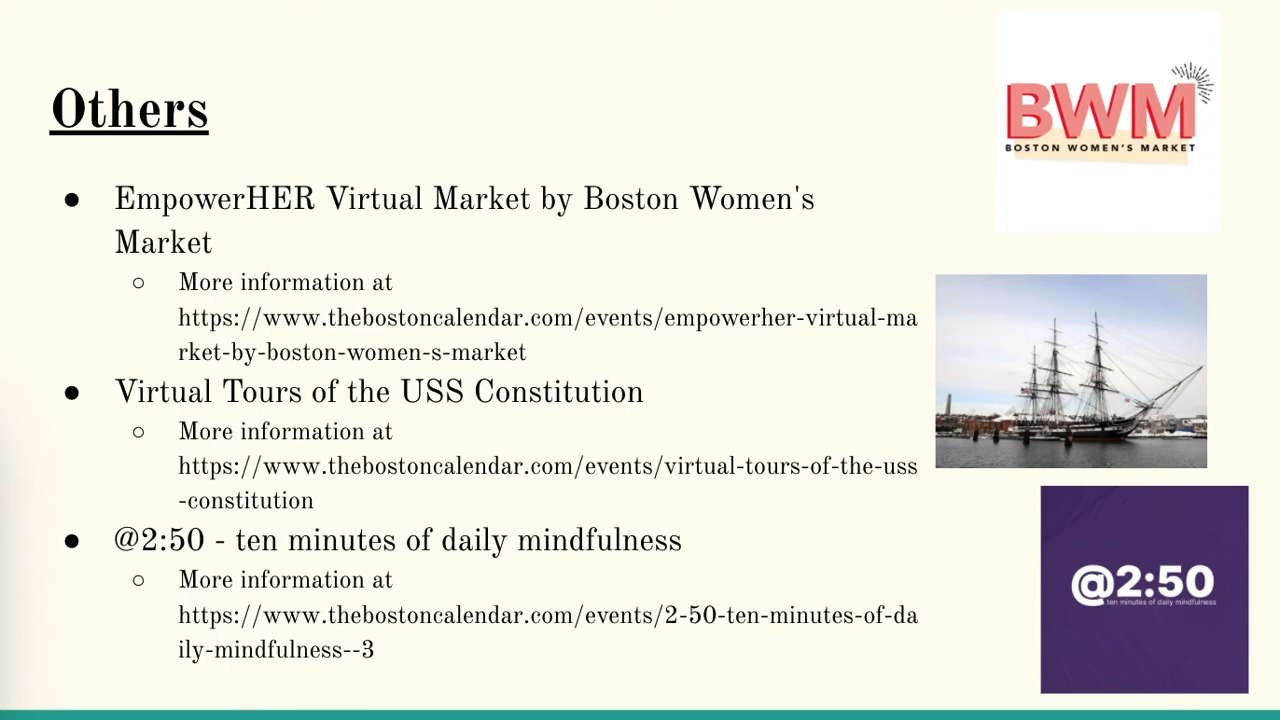 Others
BWM
BOSTON WOMEN'S MARKET
● EmpowerHER Virtual Market by Boston Women's
Market
○ More information at
https://www.thebostoncalendar.com/events/empowerher-virtual-ma
rket-by-boston-women-s-market
● Virtual Tours of the USS Constitution
○ More information at
https://www.thebostoncalendar.com/events/virtual-tours-of-the-uss
-constitution
● @2:50 - ten minutes of daily mindfulness
○ More information at
https://www.thebostoncalendar.com/events/2-50-ten-minutes-of-da
ily-mindfulness--3
@2:50
ten minutes of daily mindfulness